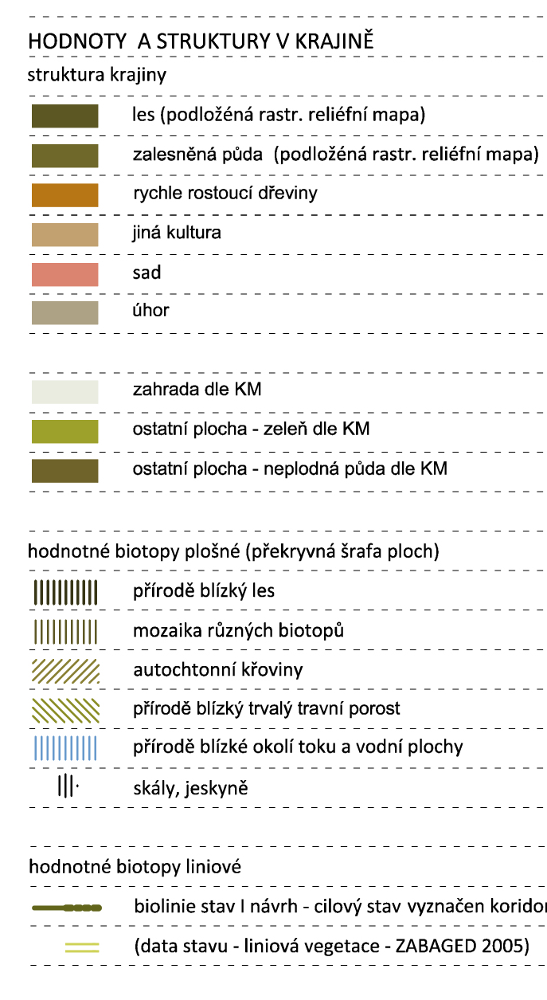 HODNOTY A STRUKTURY V KRAJINĚ
struktura krajiny
les (podložéná rastr. reliéfní mapa)
zalesněná půda (podložéná rastr. reliéfní mapa)
rychle rostoucí dřeviny
jiná kultura
sad
úhor
zahrada dle KM
ostatní plocha - zeleň dle KM
ostatní plocha - neplodná půda dle KM
hodnotné biotopy plošné (překryvná šrafa ploch)
přírodě blízký les
mozaika různých biotopů
autochtonní křoviny
přírodě blízký trvalý travní porost
přírodě blízké okolí toku a vodní plochy
skály, jeskyně
hodnotné biotopy liniové
biolinie stav I návrh - cilový stav vyznačen
(data stavu - liniová vegetace - ZABAGED 2005)